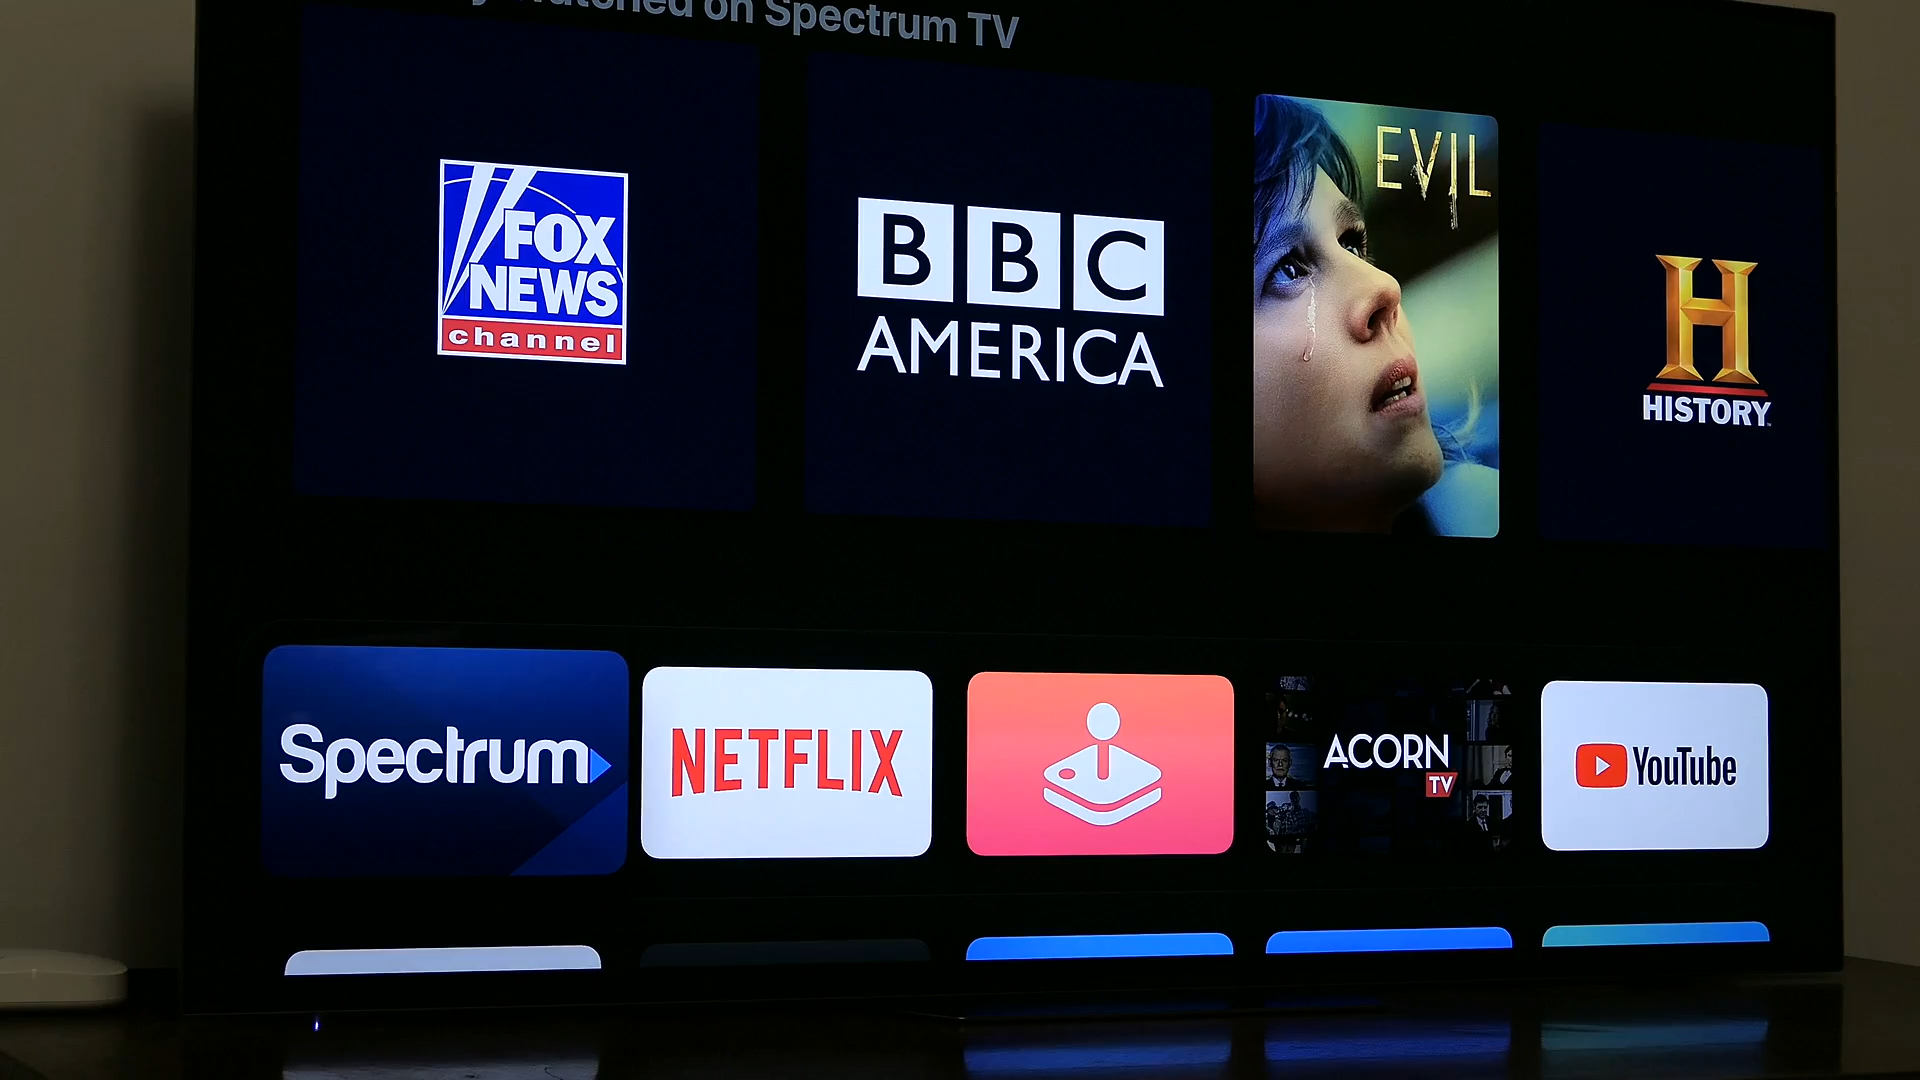 on Spectrum TV
FOX
NEWS
channel
BBC
AMERICA
EVIL
H
HISTORY
Spectrum
NETFLIX
ACORN
TV
YouTube